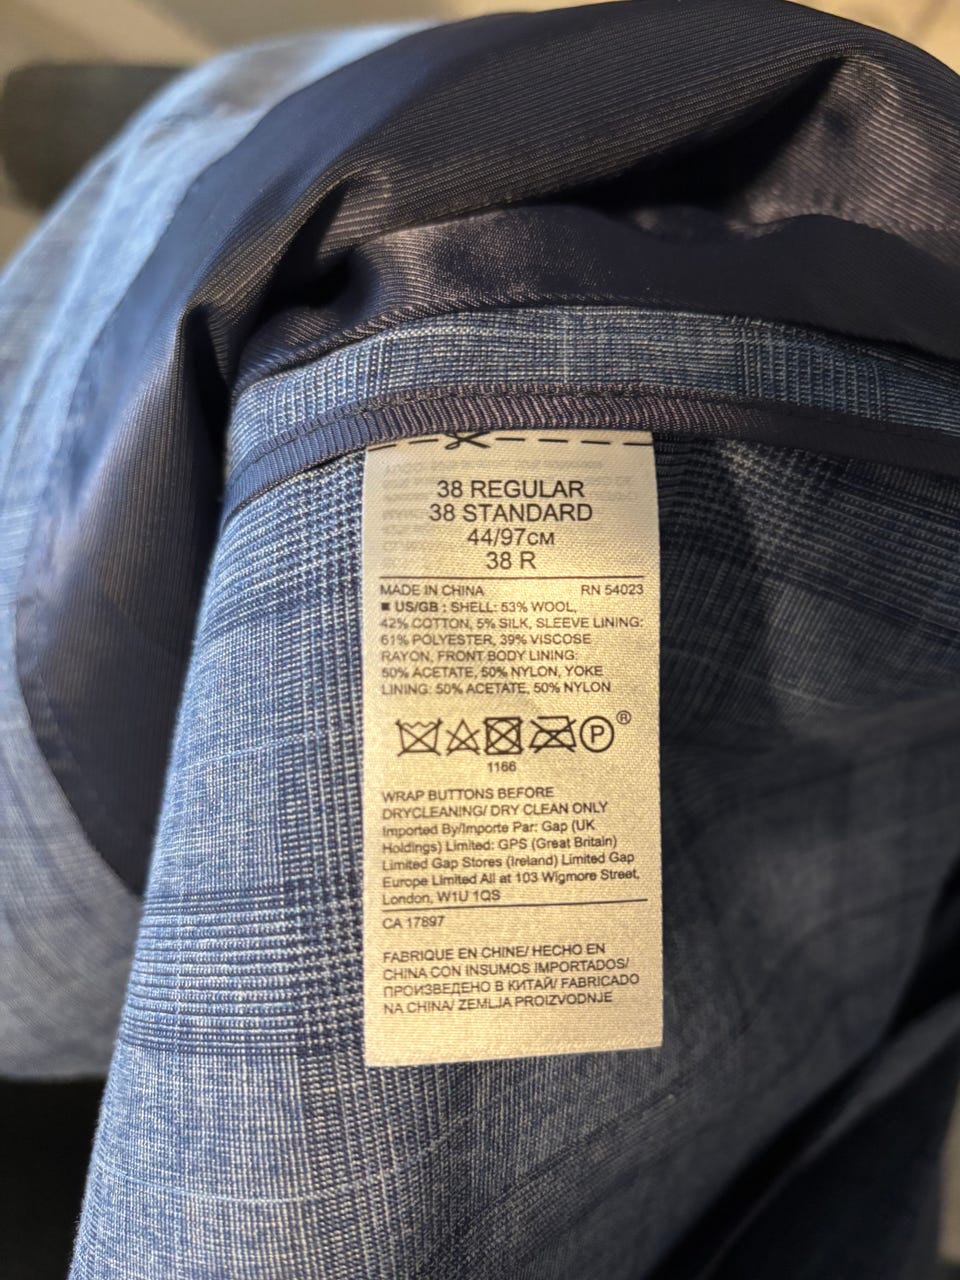 38 REGULAR
38 STANDARD
44/97CM
38 R
MADE IN CHINA RN 54023
■ US/GB : SHELL: 53% WOOL,
42% COTTON, 5% SILK, SLEEVE LINING:
61% POLYESTER, 39% VISCOSE
RAYON, FRONT BODY LINING:
50% ACETATE, 50% NYLON, YOKE
LINING: 50% ACETATE, 50% NYLON
P ®
1166
WRAP BUTTONS BEFORE
DRYCLEANING/ DRY CLEAN ONLY
Imported By/Importe Par: Gap (UK
Holdings) Limited: GPS (Great Britain)
Limited Gap Stores (Ireland) Limited Gap
Europe Limited All at 103 Wigmore Street,
London, W1U 1QS
CA 17897
FABRIQUE EN CHINE/ HECHO EN
CHINA CON INSUMOS IMPORTADOS/
ПРОИЗВЕДЕНО В КИТАЙ/ FABRICADO
NA CHINA/ ZEMLJA PROIZVODNJE